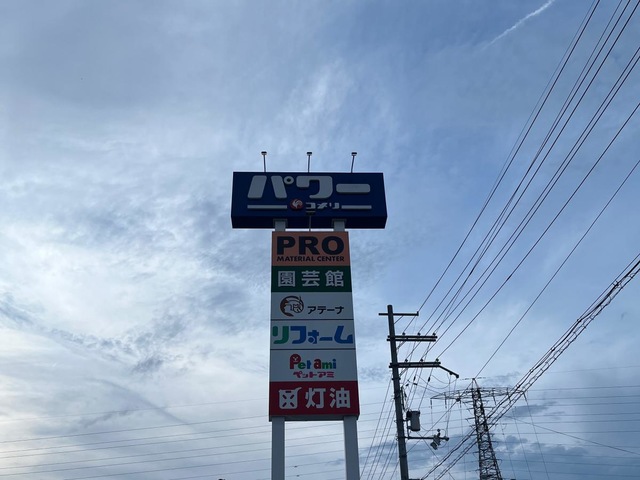 パワー
コメリ
PRO
MATERIAL CENTER
園芸館
アテーナ
リフォーム
Pet ami
ペットアミ
灯油